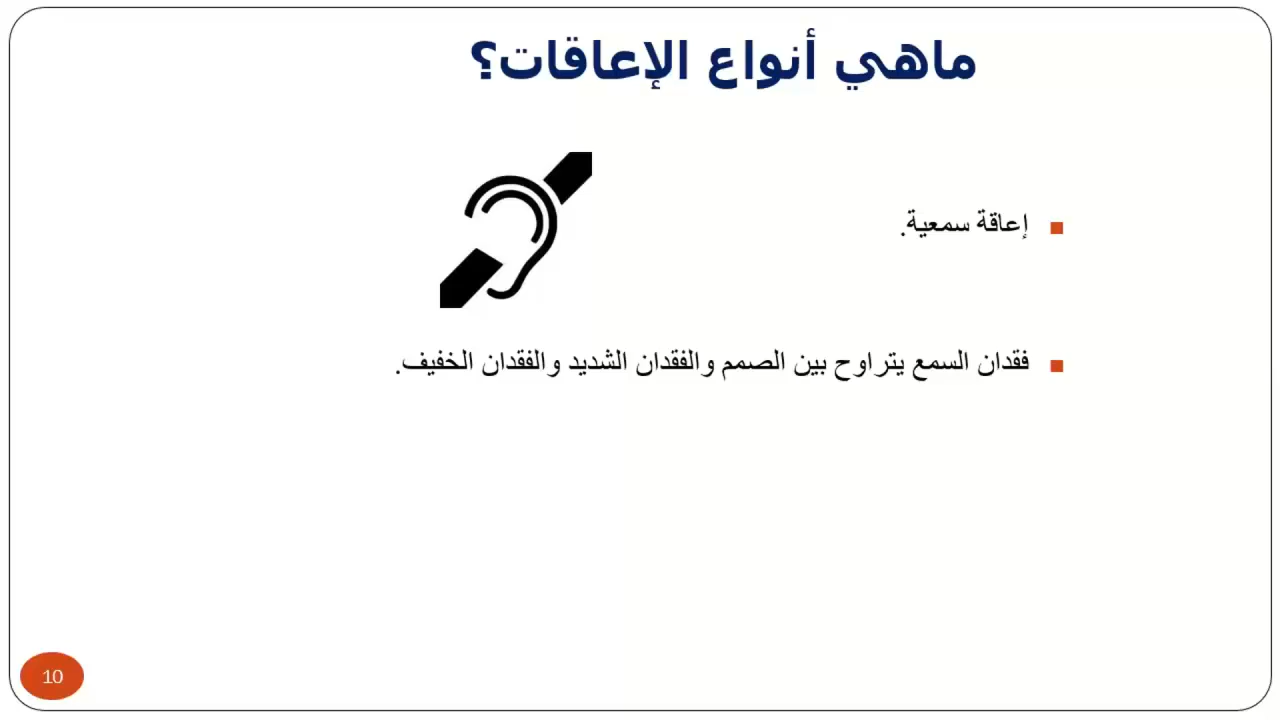 ماهي أنواع الإعاقات؟
إعاقة سمعية.
فقدان السمع يتراوح بين الصمم والفقدان الشديد والفقدان الخفيف.
10